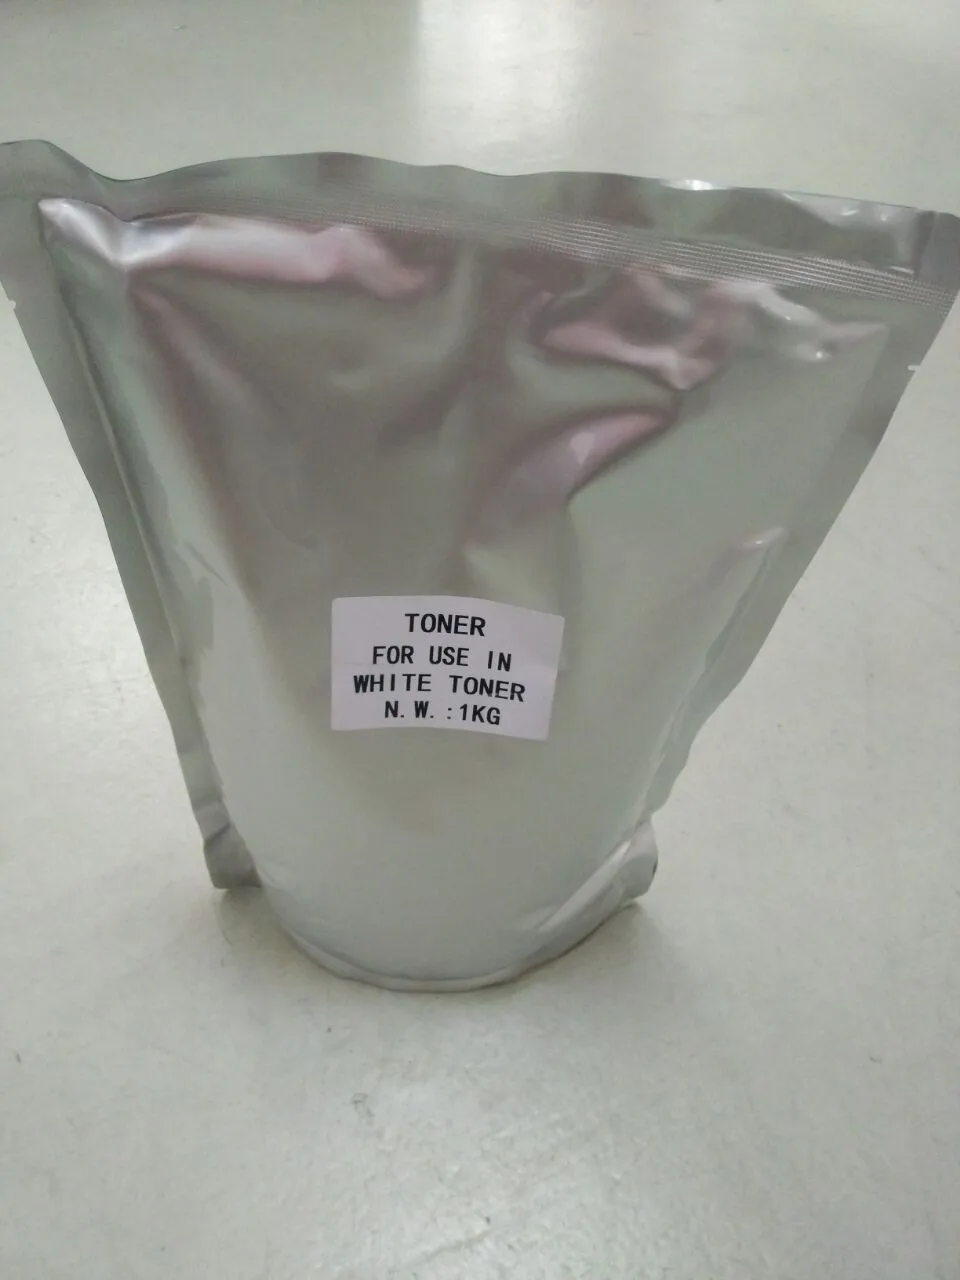 TONER
FOR USE IN
WHITE TONER
N.W.:1KG